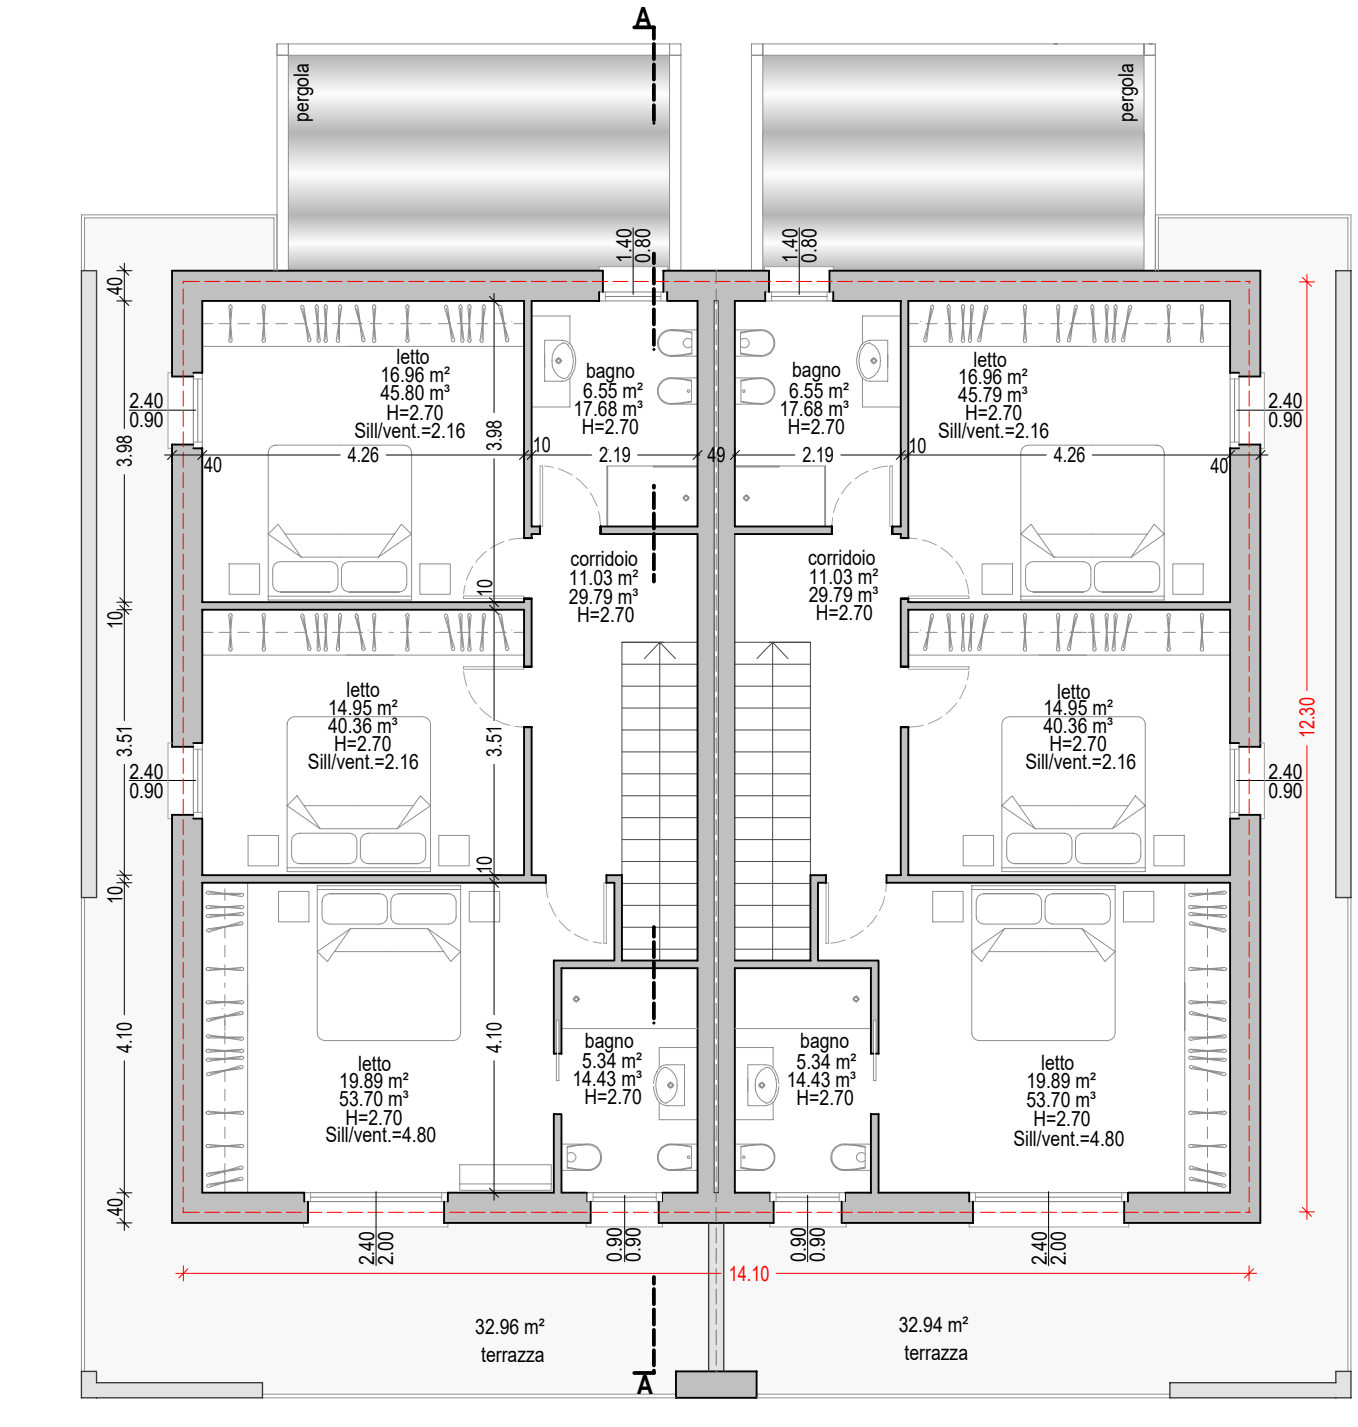 A
pergola
pergola
1.40
0.80
1.40
0.80
40
letto
16.96 m²
45.80 m³
H=2.70
Sill/vent.=2.16
3.98
bagno
6.55 m²
17.68 m³
H=2.70
bagno
6.55 m²
17.68 m³
H=2.70
letto
16.96 m²
45.79 m³
H=2.70
Sill/vent.=2.16
2.40
0.90
2.40
0.90
3.98
40
4.26
10
2.19
49
2.19
10
4.26
40
corridoio
11.03 m²
29.79 m³
H=2.70
corridoio
11.03 m²
29.79 m³
H=2.70
10
10
letto
14.95 m²
40.36 m³
H=2.70
Sill/vent.=2.16
3.51
3.51
letto
14.95 m²
40.36 m³
H=2.70
Sill/vent.=2.16
12.30
2.40
0.90
2.40
0.90
10
10
4.10
4.10
letto
19.89 m²
53.70 m³
H=2.70
Sill/vent.=4.80
bagno
5.34 m²
14.43 m³
H=2.70
bagno
5.34 m²
14.43 m³
H=2.70
letto
19.89 m²
53.70 m³
H=2.70
Sill/vent.=4.80
40
2.40
2.00
0.90
0.90
0.90
0.90
2.40
2.00
14.10
32.96 m²
terrazza
32.94 m²
terrazza
A